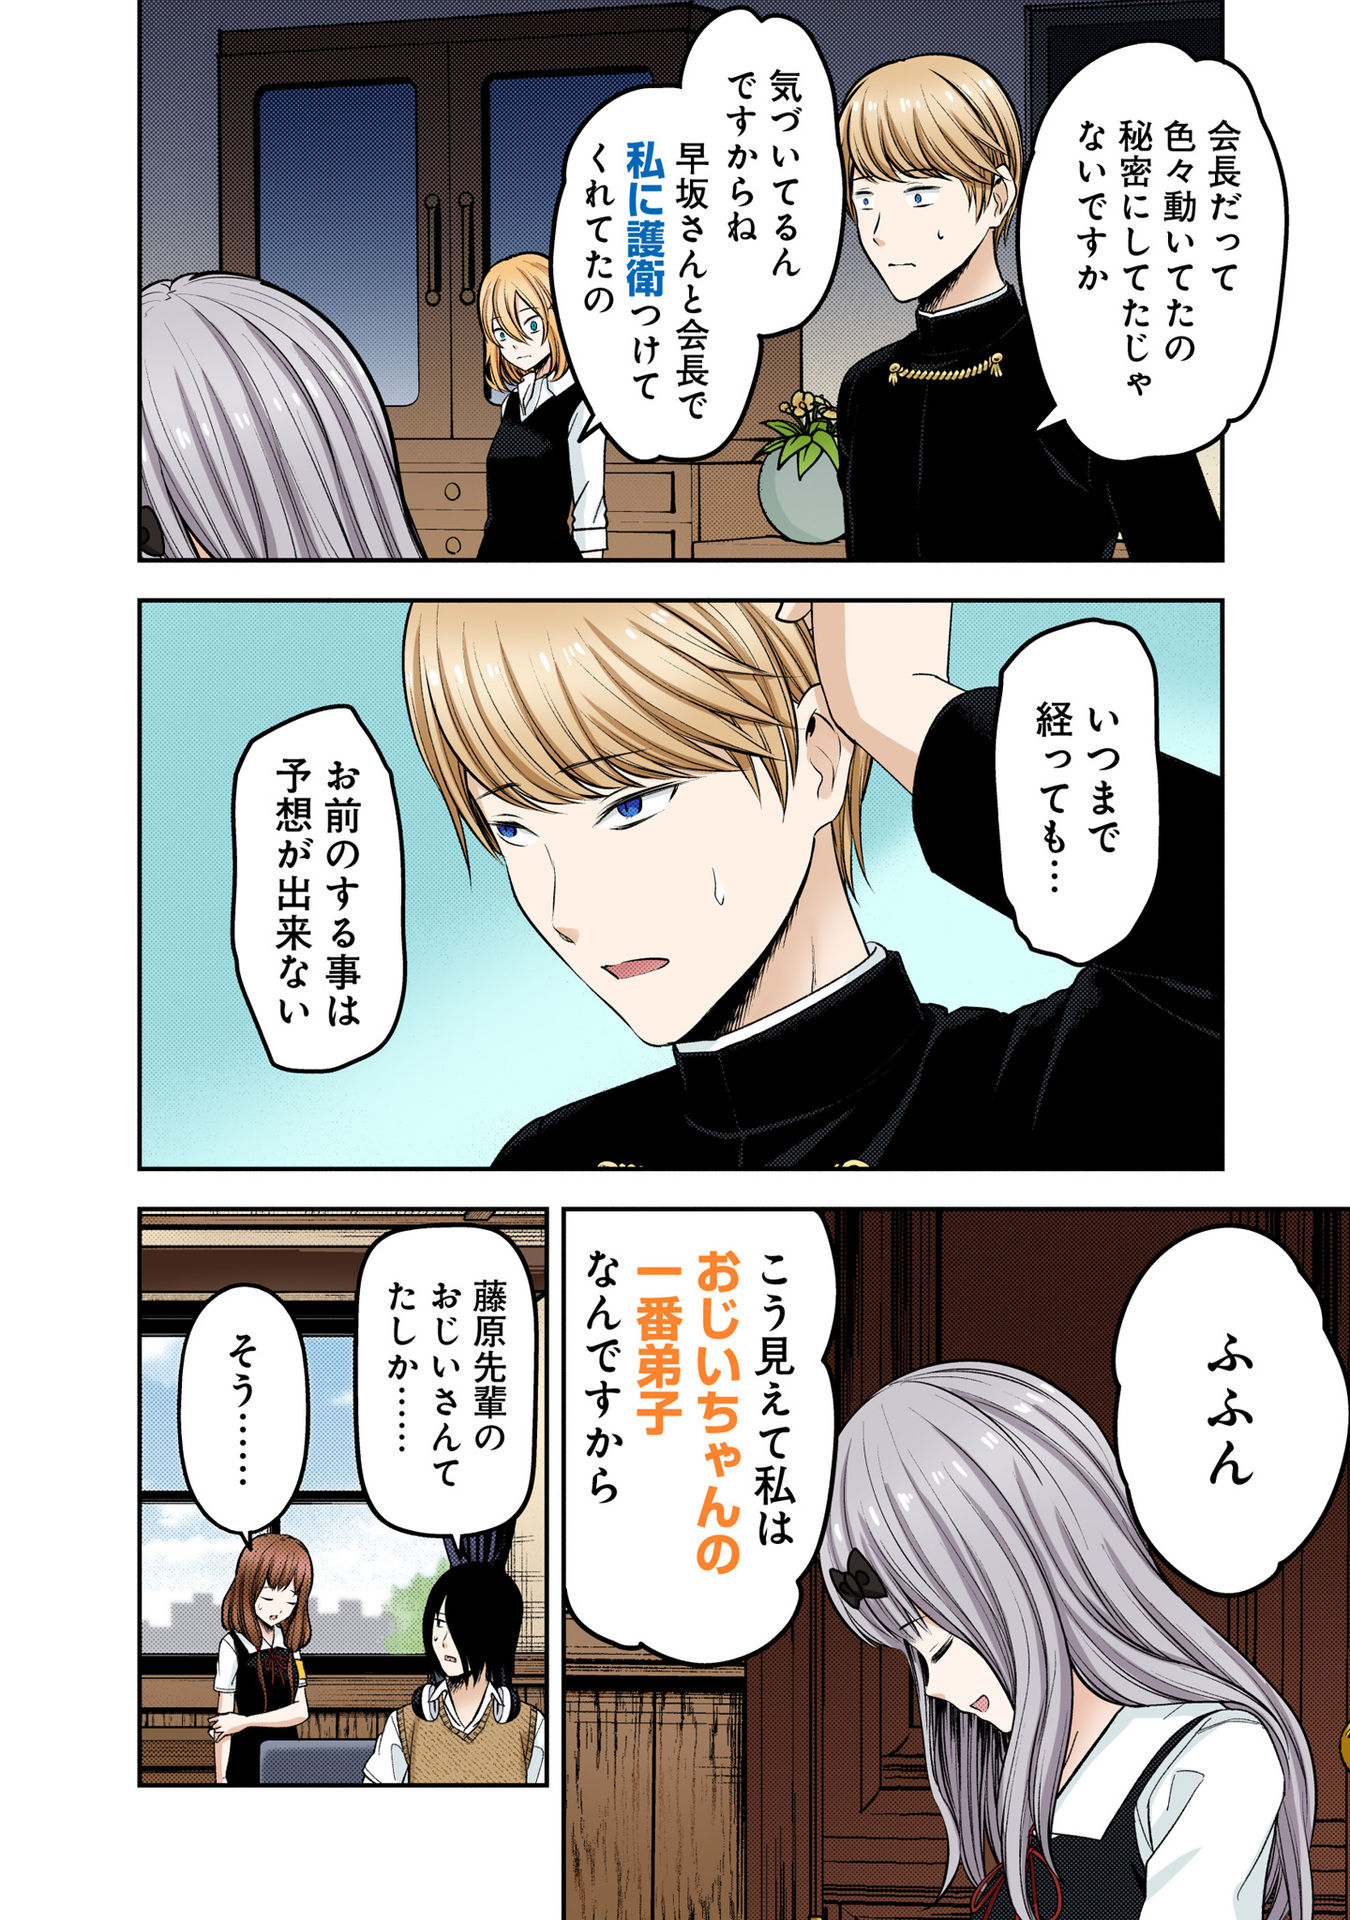 会長だって
色々動いてたの
秘密にしてたじゃ
ないですか
気づいてるん
ですからね
早坂さんと会長で
私に護衛つけて
くれてたの
いつまで
経っても…
お前のする事は
予想が出来ない
ふふん
こう見えて私は
おじいちゃんの
一番弟子
なんですから
藤原先輩の
おじいさんて
たしか……
そう……